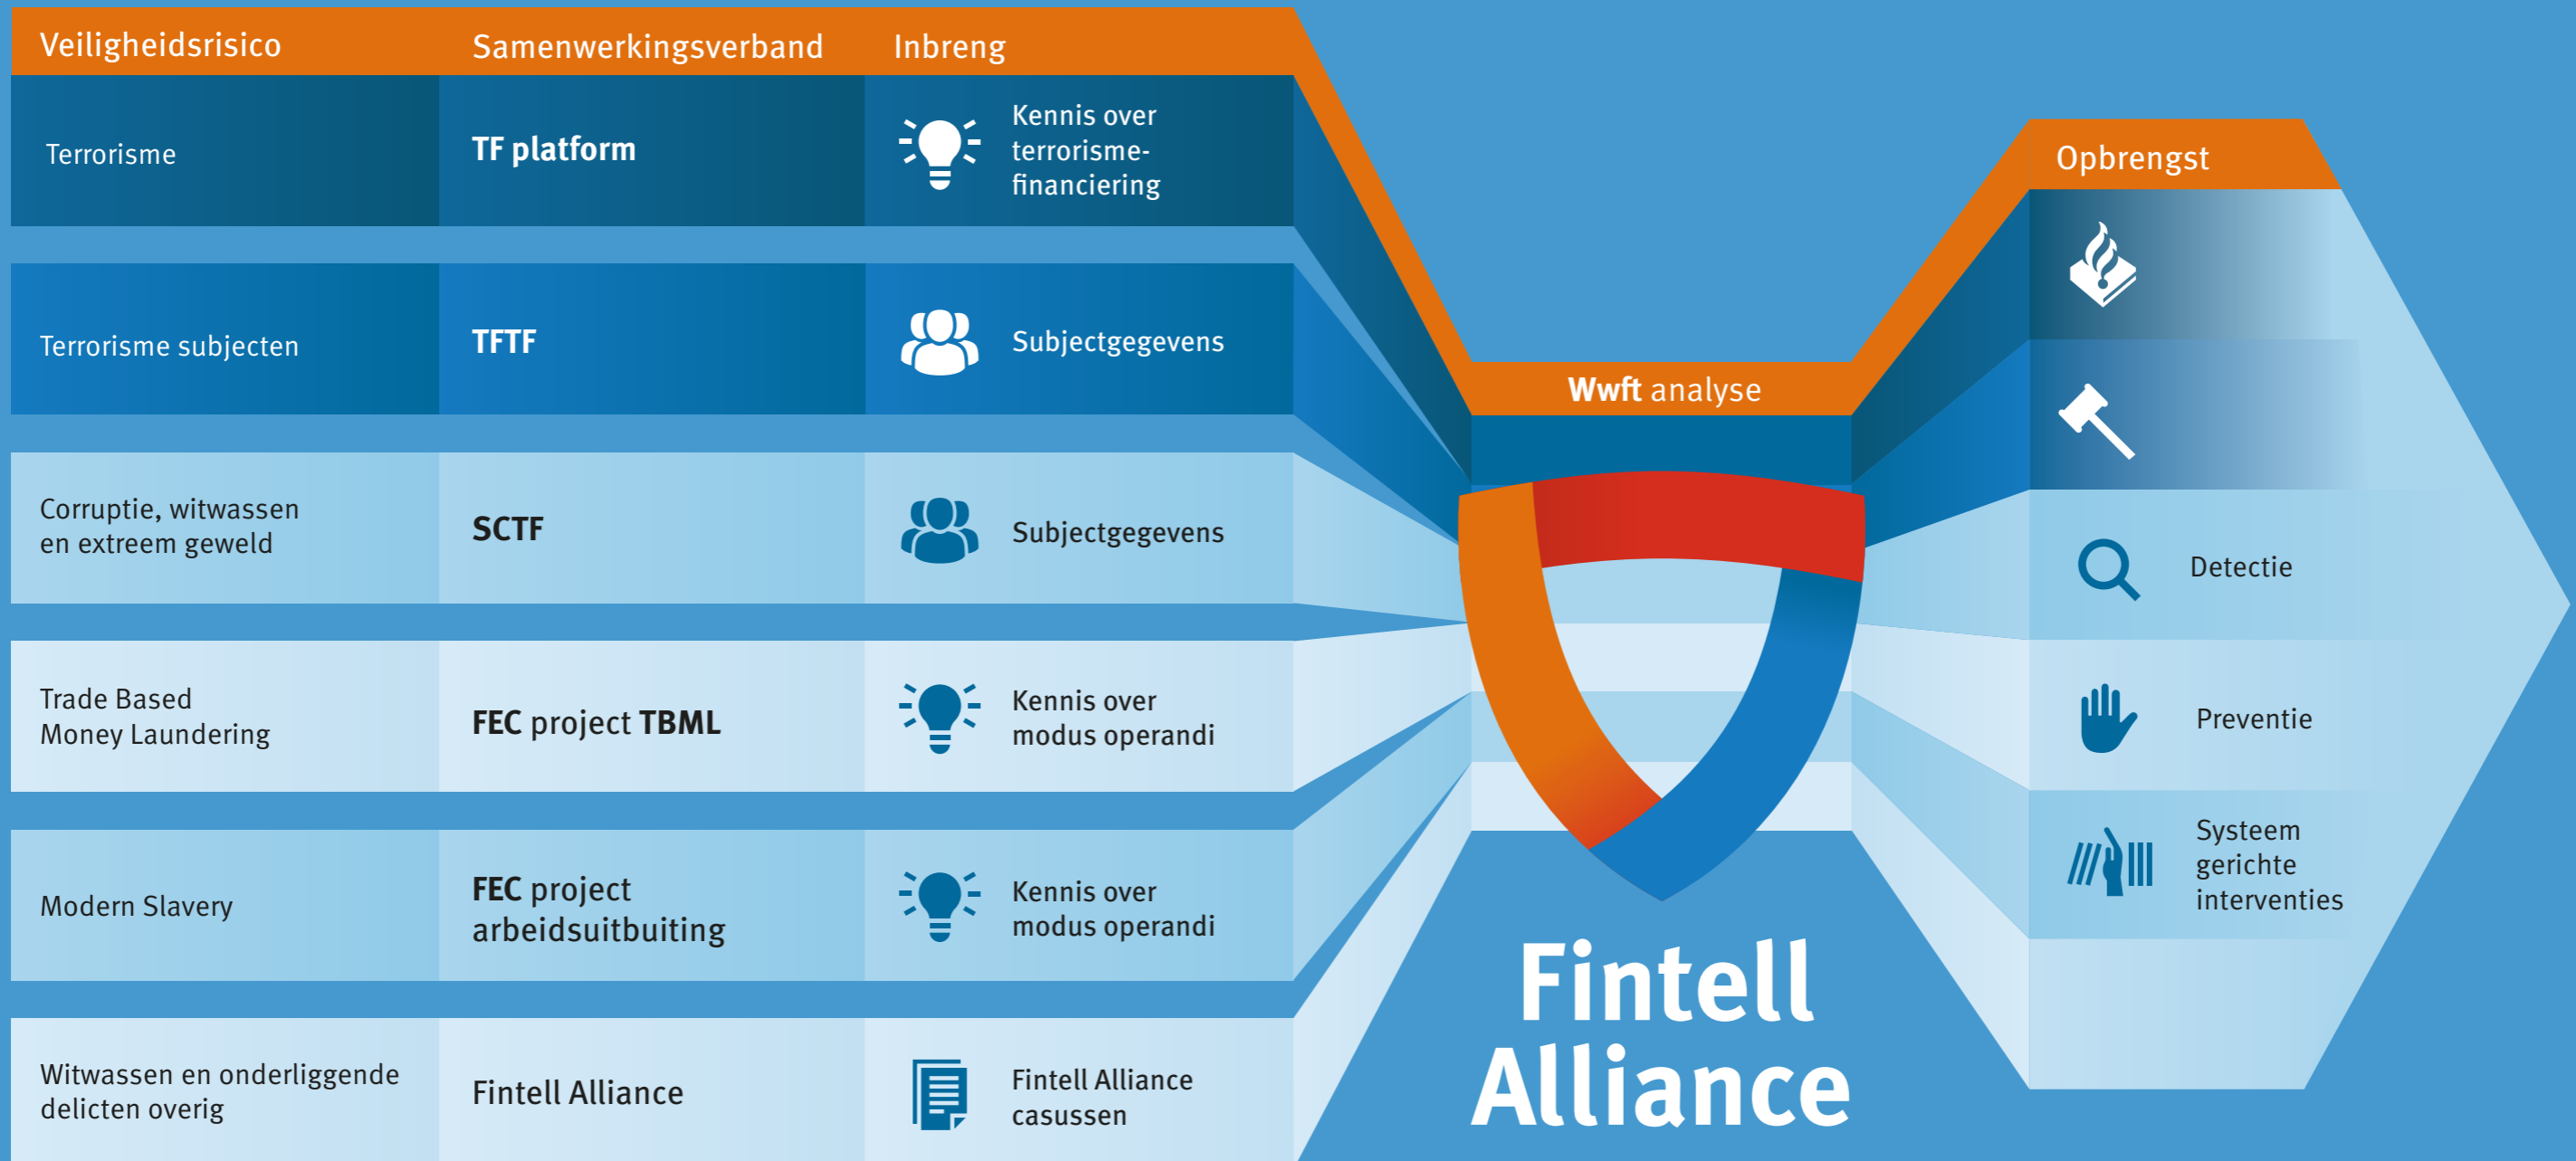 Veiligheidsrisico
Samenwerkingsverband
Inbreng
Terrorisme
TF platform
Kennis over
terrorisme-
financiering
Terrorisme subjecten
TFTF
Subjectgegevens
Corruptie, witwassen
en extreem geweld
SCTF
Subjectgegevens
Trade Based
Money Laundering
FEC project TBML
Kennis over
modus operandi
Modern Slavery
FEC project
arbeidsuitbuiting
Kennis over
modus operandi
Witwassen en onderliggende
delicten overig
Fintell Alliance
Fintell Alliance
casussen
Wwft analyse
Fintell
Alliance
Opbrengst
Detectie
Preventie
Systeem
gerichte
interventies